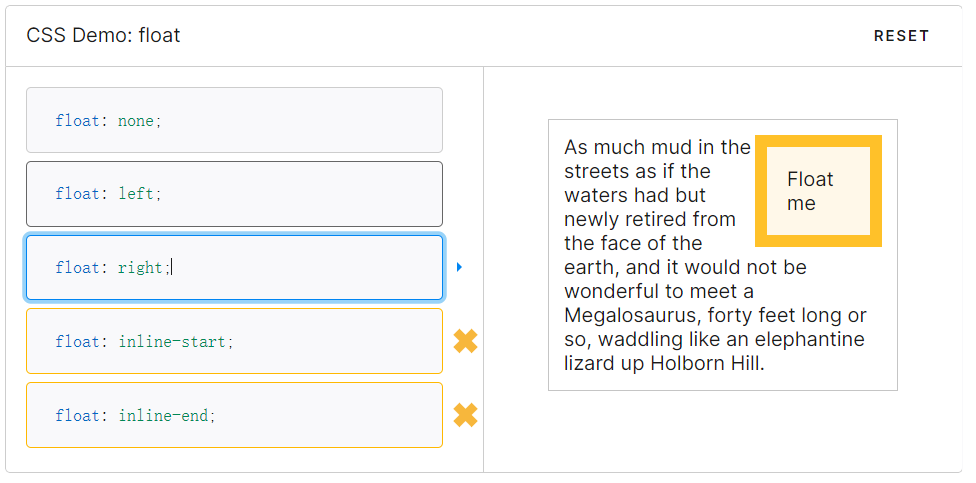 CSS Demo: float
RESET
float: none;
float: left;
float: right;
float: inline-start;
float: inline-end;
As much mud in the
streets as if the
waters had but
newly retired from
the face of the
earth, and it would not be
wonderful to meet a
Megalosaurus, forty feet long or
so, waddling like an elephantine
lizard up Holborn Hill.
Float
me